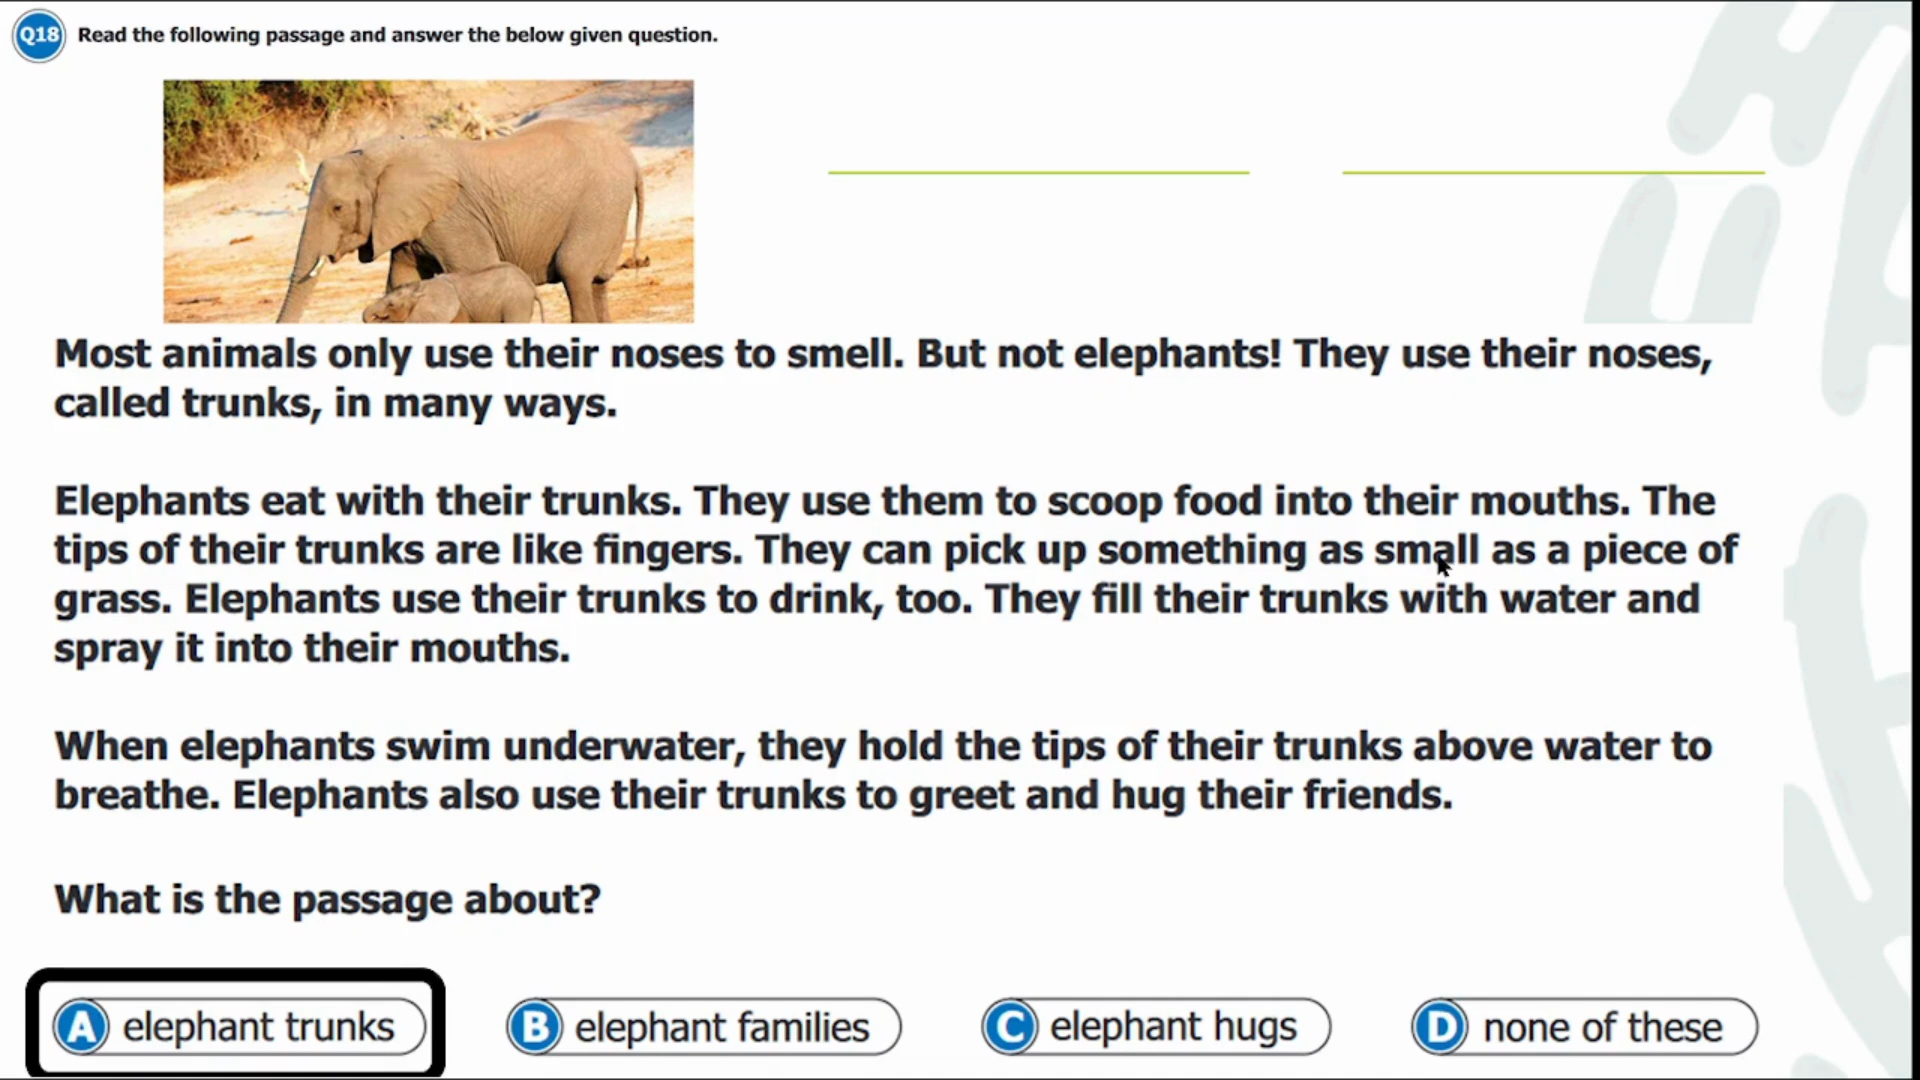 Q18 Read the following passage and answer the below given question.
Most animals only use their noses to smell. But not elephants! They use their noses,
called trunks, in many ways.
Elephants eat with their trunks. They use them to scoop food into their mouths. The
tips of their trunks are like fingers. They can pick up something as small as a piece of
grass. Elephants use their trunks to drink, too. They fill their trunks with water and
spray it into their mouths.
When elephants swim underwater, they hold the tips of their trunks above water to
breathe. Elephants also use their trunks to greet and hug their friends.
What is the passage about?
A elephant trunks B elephant families C elephant hugs D none of these